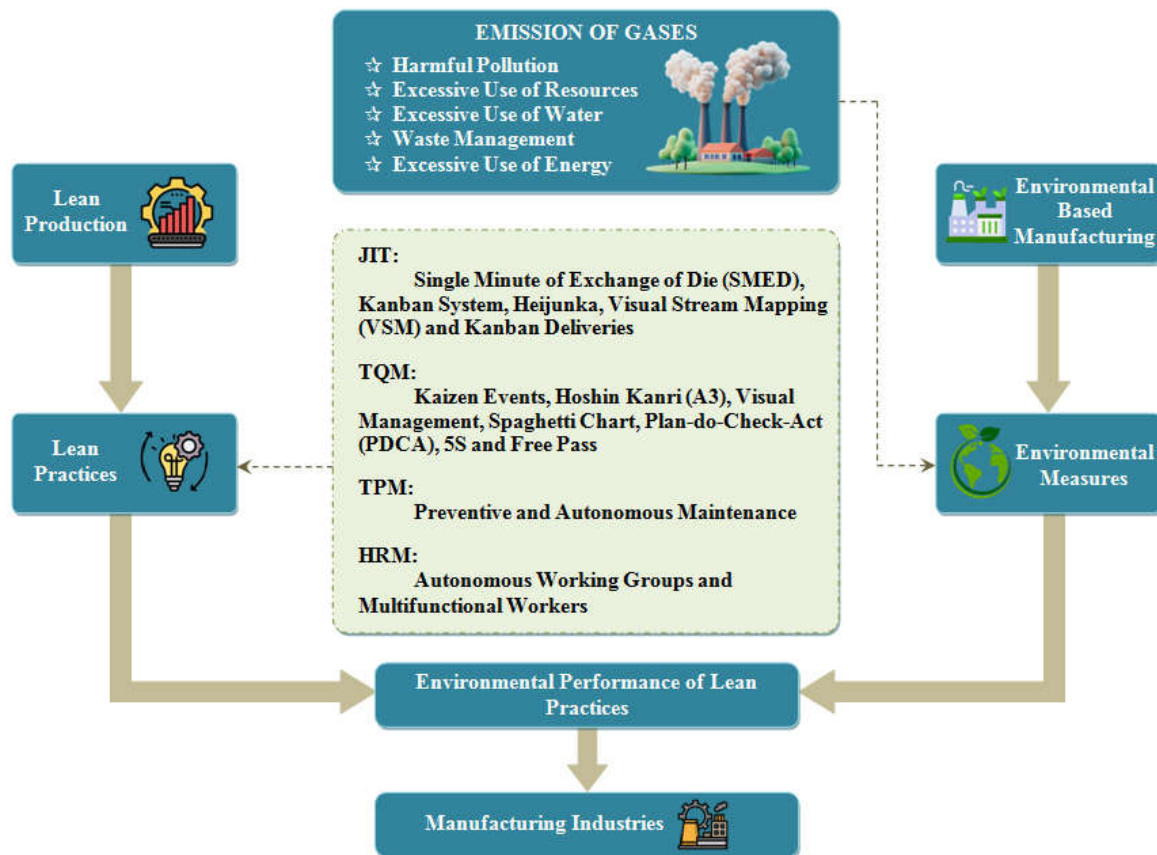 EMISSION OF GASES
☆ Harmful Pollution
☆ Excessive Use of Resources
☆ Excessive Use of Water
☆ Waste Management
☆ Excessive Use of Energy
Lean
Production
Environmental
Based
Manufacturing
JIT:
Single Minute of Exchange of Die (SMED),
Kanban System, Heijunka, Visual Stream Mapping
(VSM) and Kanban Deliveries
TQM:
Kaizen Events, Hoshin Kanri (A3), Visual
Management, Spaghetti Chart, Plan-do-Check-Act
(PDCA), 5S and Free Pass
TPM:
Preventive and Autonomous Maintenance
HRM:
Autonomous Working Groups and
Multifunctional Workers
Lean
Practices
Environmental
Measures
Environmental Performance of Lean
Practices
Manufacturing Industries